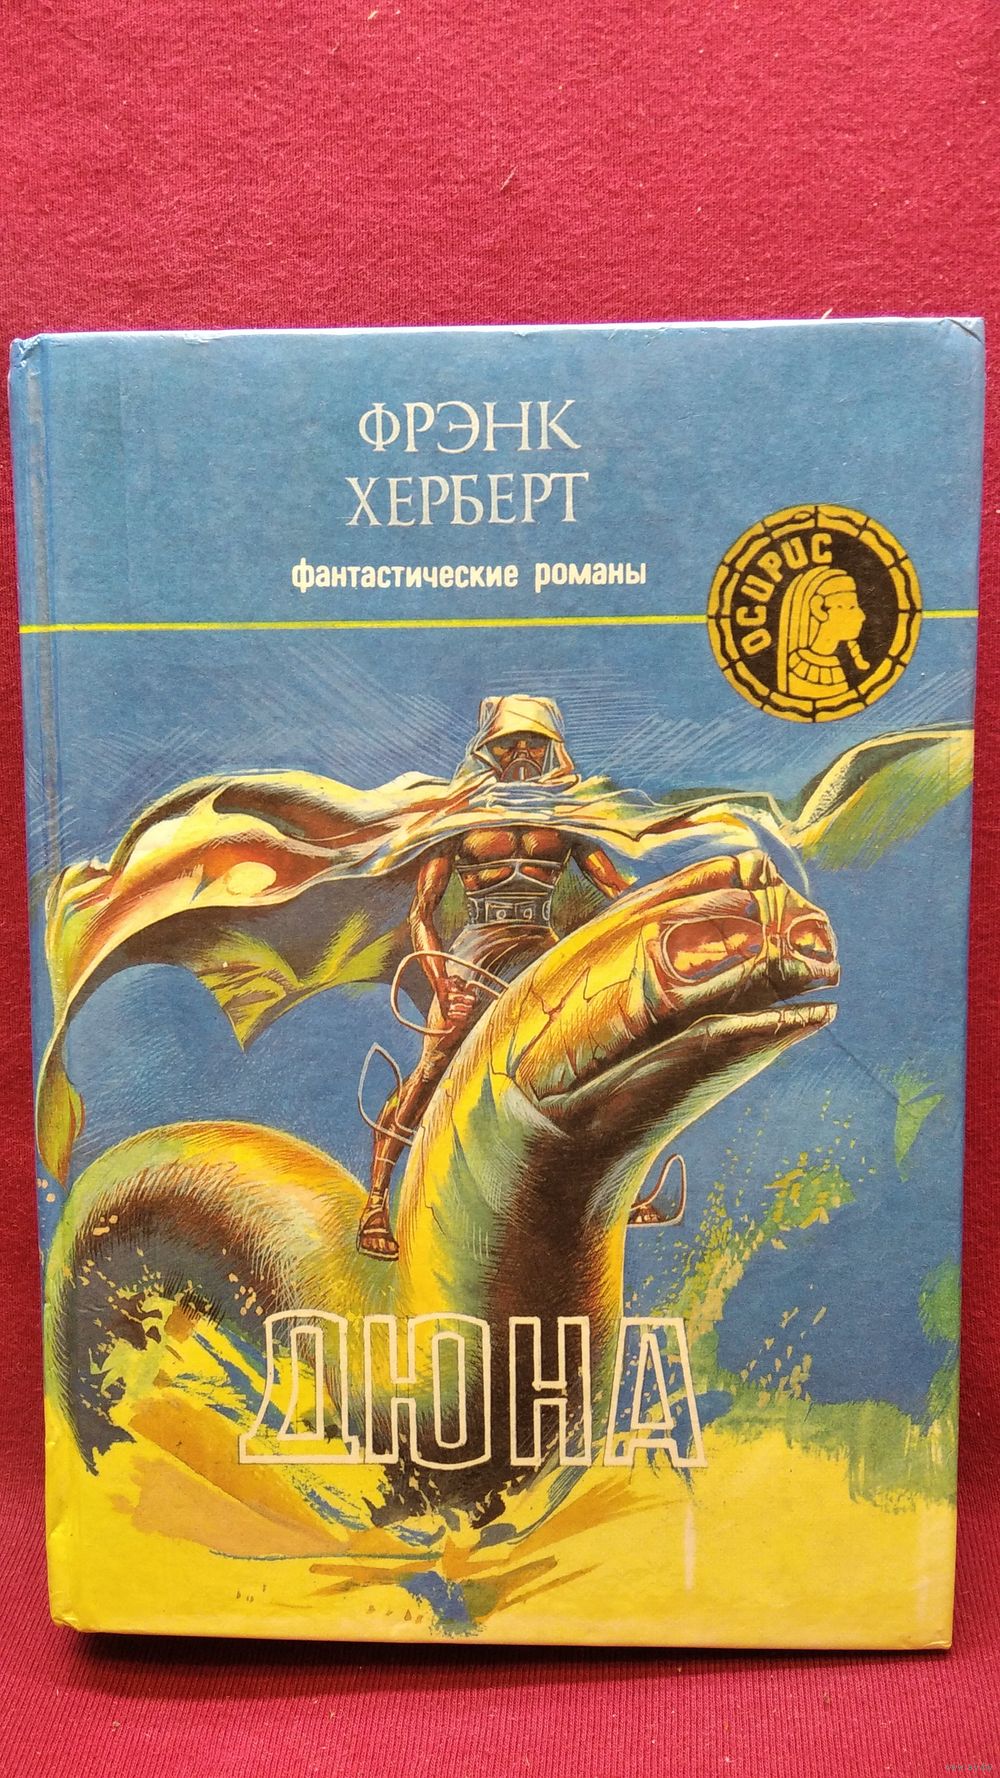 ФРЭНК
ХЕРБЕРТ
фантастические романы
ОСИРИС
ДЮНА